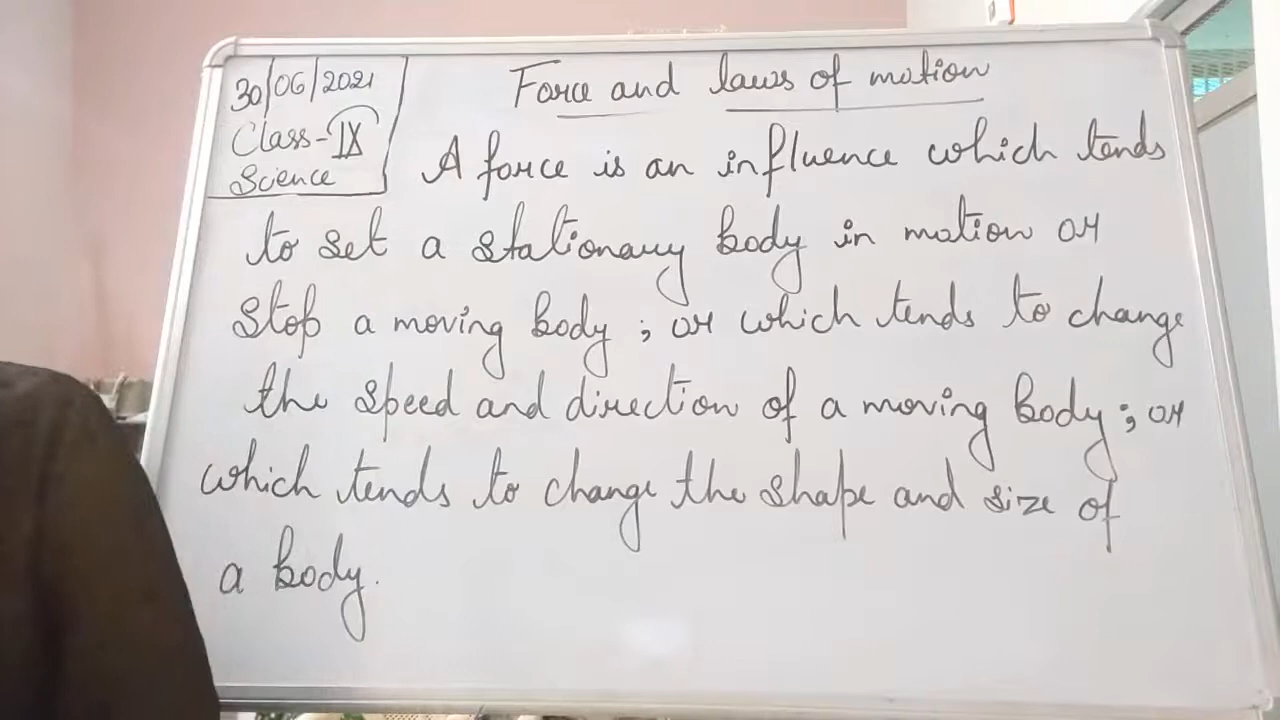 30/06/2021
Class-IX
Science
Force and laws of motion
A force is an influence which tends
to set a stationary body in motion or
stop a moving body ; or which tends to change
the speed and direction of a moving body ; or
which tends to change the shape and size of
a body.